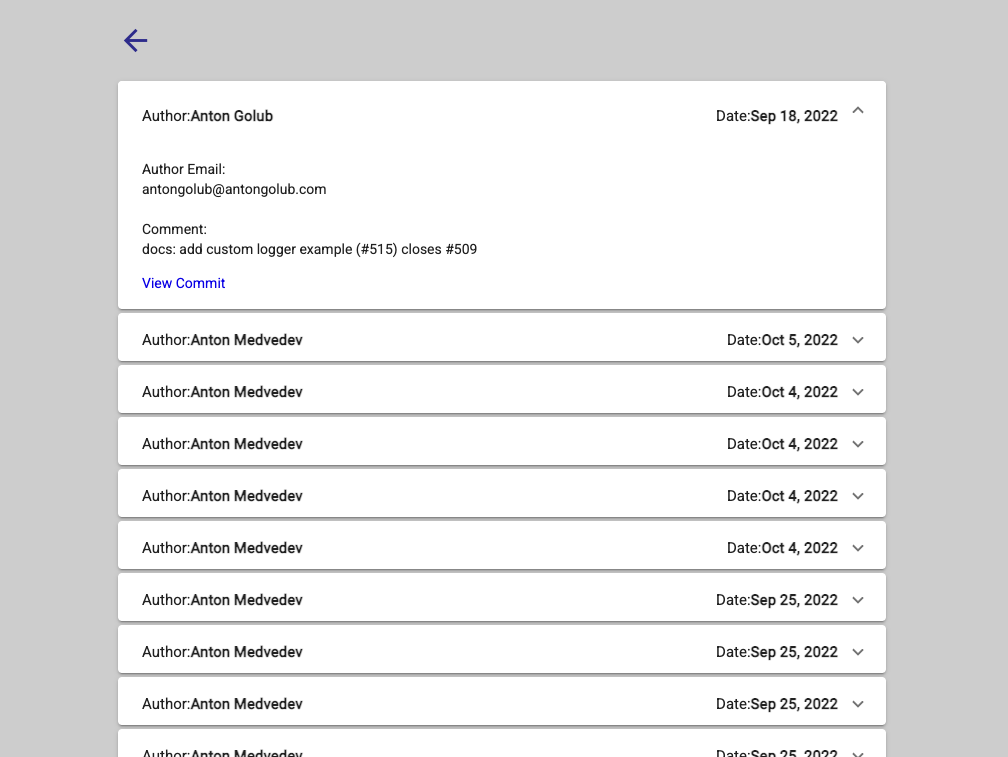 Author:Anton Golub Date:Sep 18, 2022
Author Email:
antongolub@antongolub.com
Comment:
docs: add custom logger example (#515) closes #509
View Commit
Author:Anton Medvedev Date:Oct 5, 2022
Author:Anton Medvedev Date:Oct 4, 2022
Author:Anton Medvedev Date:Oct 4, 2022
Author:Anton Medvedev Date:Oct 4, 2022
Author:Anton Medvedev Date:Oct 4, 2022
Author:Anton Medvedev Date:Sep 25, 2022
Author:Anton Medvedev Date:Sep 25, 2022
Author:Anton Medvedev Date:Sep 25, 2022
Author:Anton Medvedev Date:Sep 25, 2022